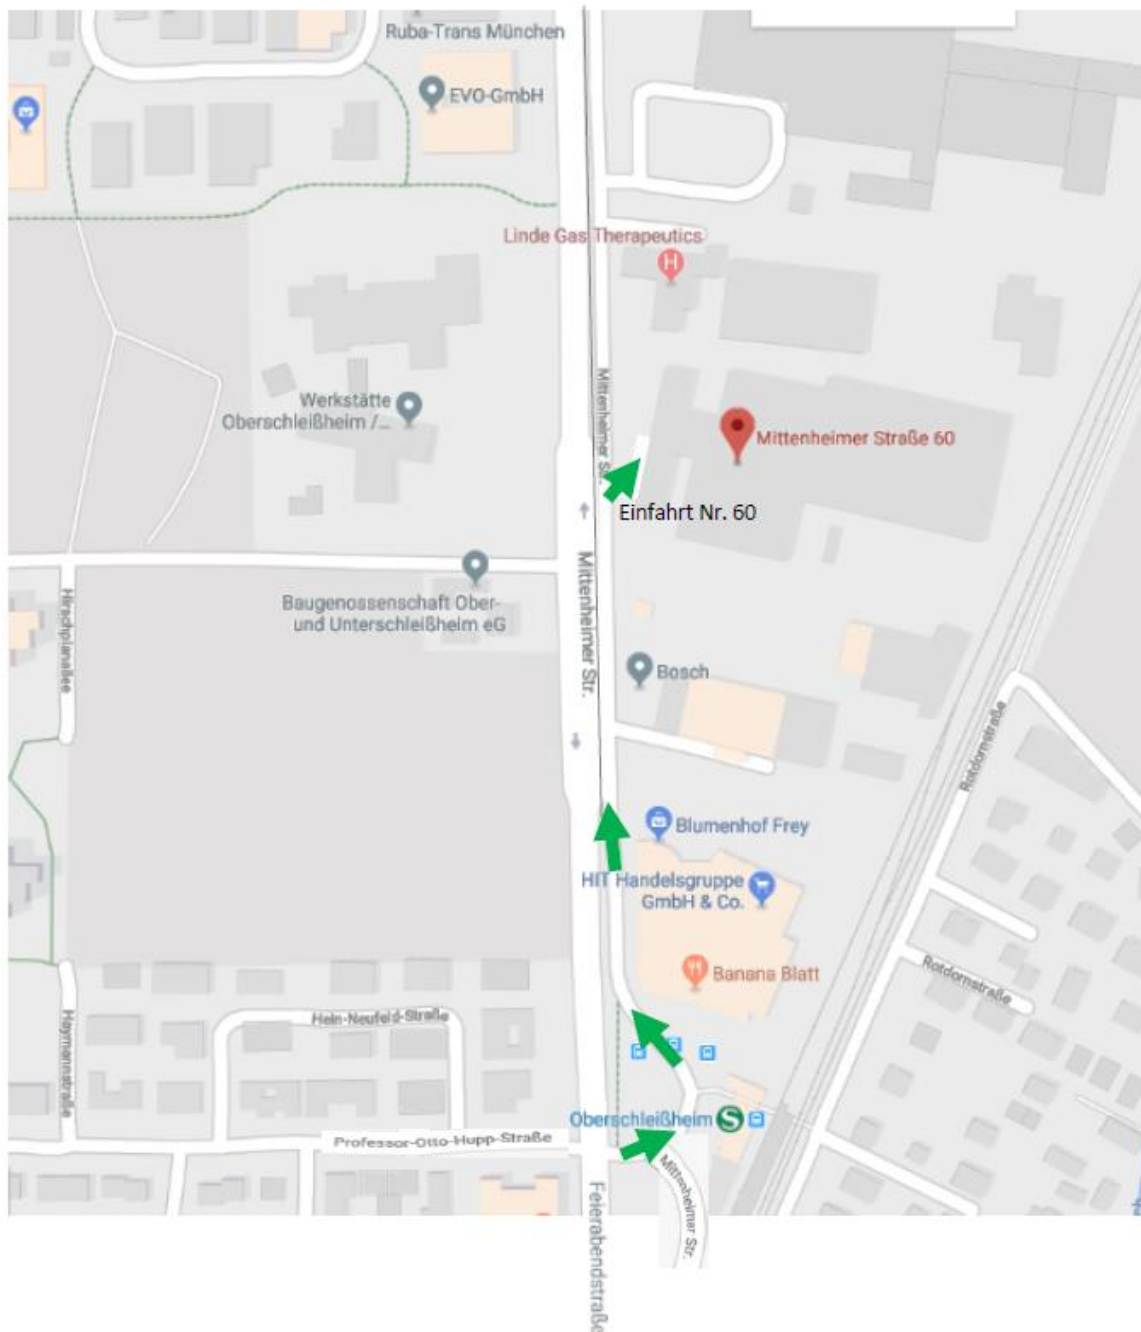 Ruba-Trans München
EVO-GmbH
Linde Gas Therapeutics
H
Mittenheimer Str.
Werkstätte
Oberschleißheim /...
Mittenheimer Straße 60
Einfahrt Nr. 60
Mittenheimer Str.
Baugenossenschaft Ober-
und Unterschleißheim eG
Hirschplanallee
Bosch
Rotdornstraße
Blumenhof Frey
HIT Handelsgruppe
GmbH & Co.
Banana Blatt
Rotdornstraße
Hein-Neufeld-Straße
Haymannstraße
Oberschleißheim
S
Professor-Otto-Hupp-Straße
Mittenheimer Str.
Feierabendstraße